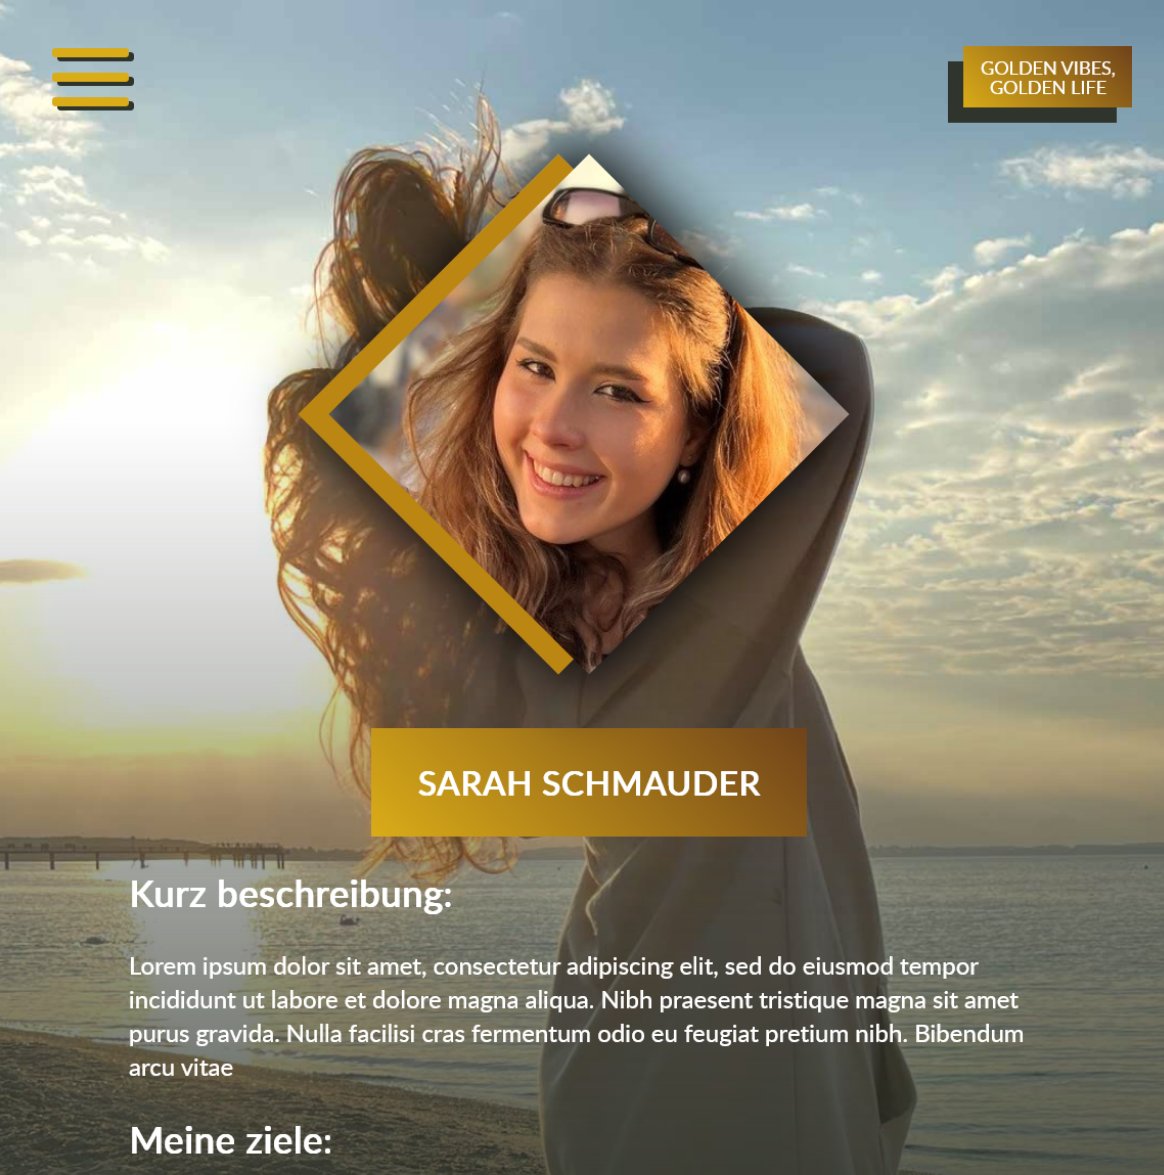 GOLDEN VIBES,
GOLDEN LIFE
SARAH SCHMAUDER
Kurz beschreibung:
Lorem ipsum dolor sit amet, consectetur adipiscing elit, sed do eiusmod tempor
incididunt ut labore et dolore magna aliqua. Nibh praesent tristique magna sit amet
purus gravida. Nulla facilisi cras fermentum odio eu feugiat pretium nibh. Bibendum
arcu vitae
Meine ziele: